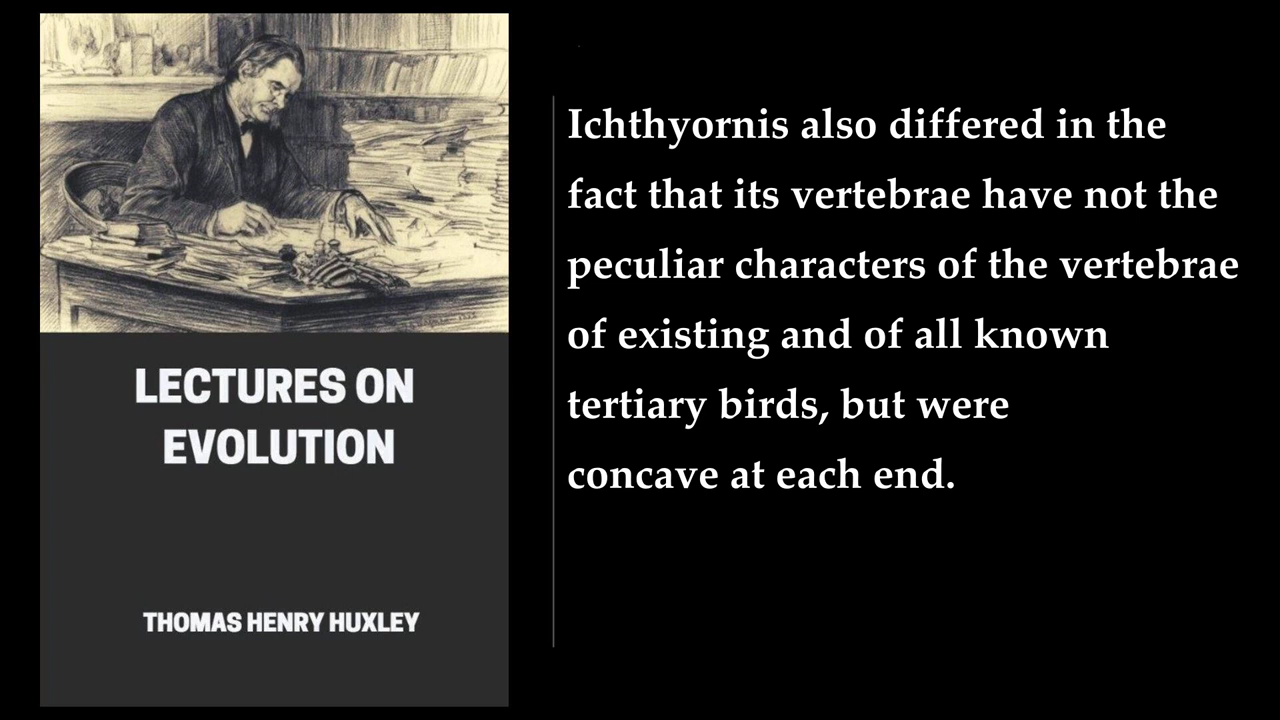 LECTURES ON
EVOLUTION
THOMAS HENRY HUXLEY
Ichthyornis also differed in the
fact that its vertebrae have not the
peculiar characters of the vertebrae
of existing and of all known
tertiary birds, but were
concave at each end.